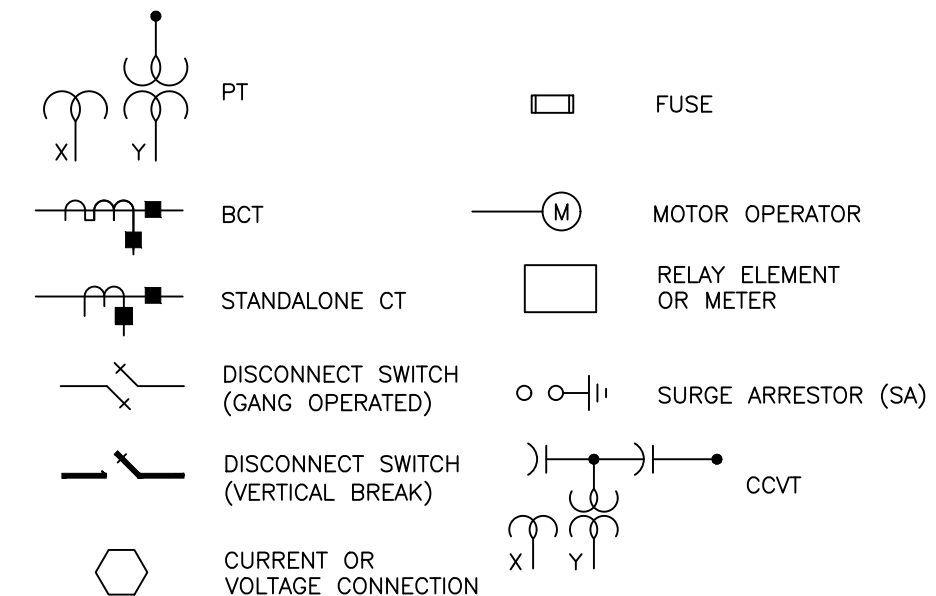 PT
X
Y
BCT
STANDALONE CT
DISCONNECT SWITCH
(GANG OPERATED)
DISCONNECT SWITCH
(VERTICAL BREAK)
CURRENT OR
VOLTAGE CONNECTION
FUSE
M
MOTOR OPERATOR
RELAY ELEMENT
OR METER
SURGE ARRESTOR (SA)
CCVT
X
Y